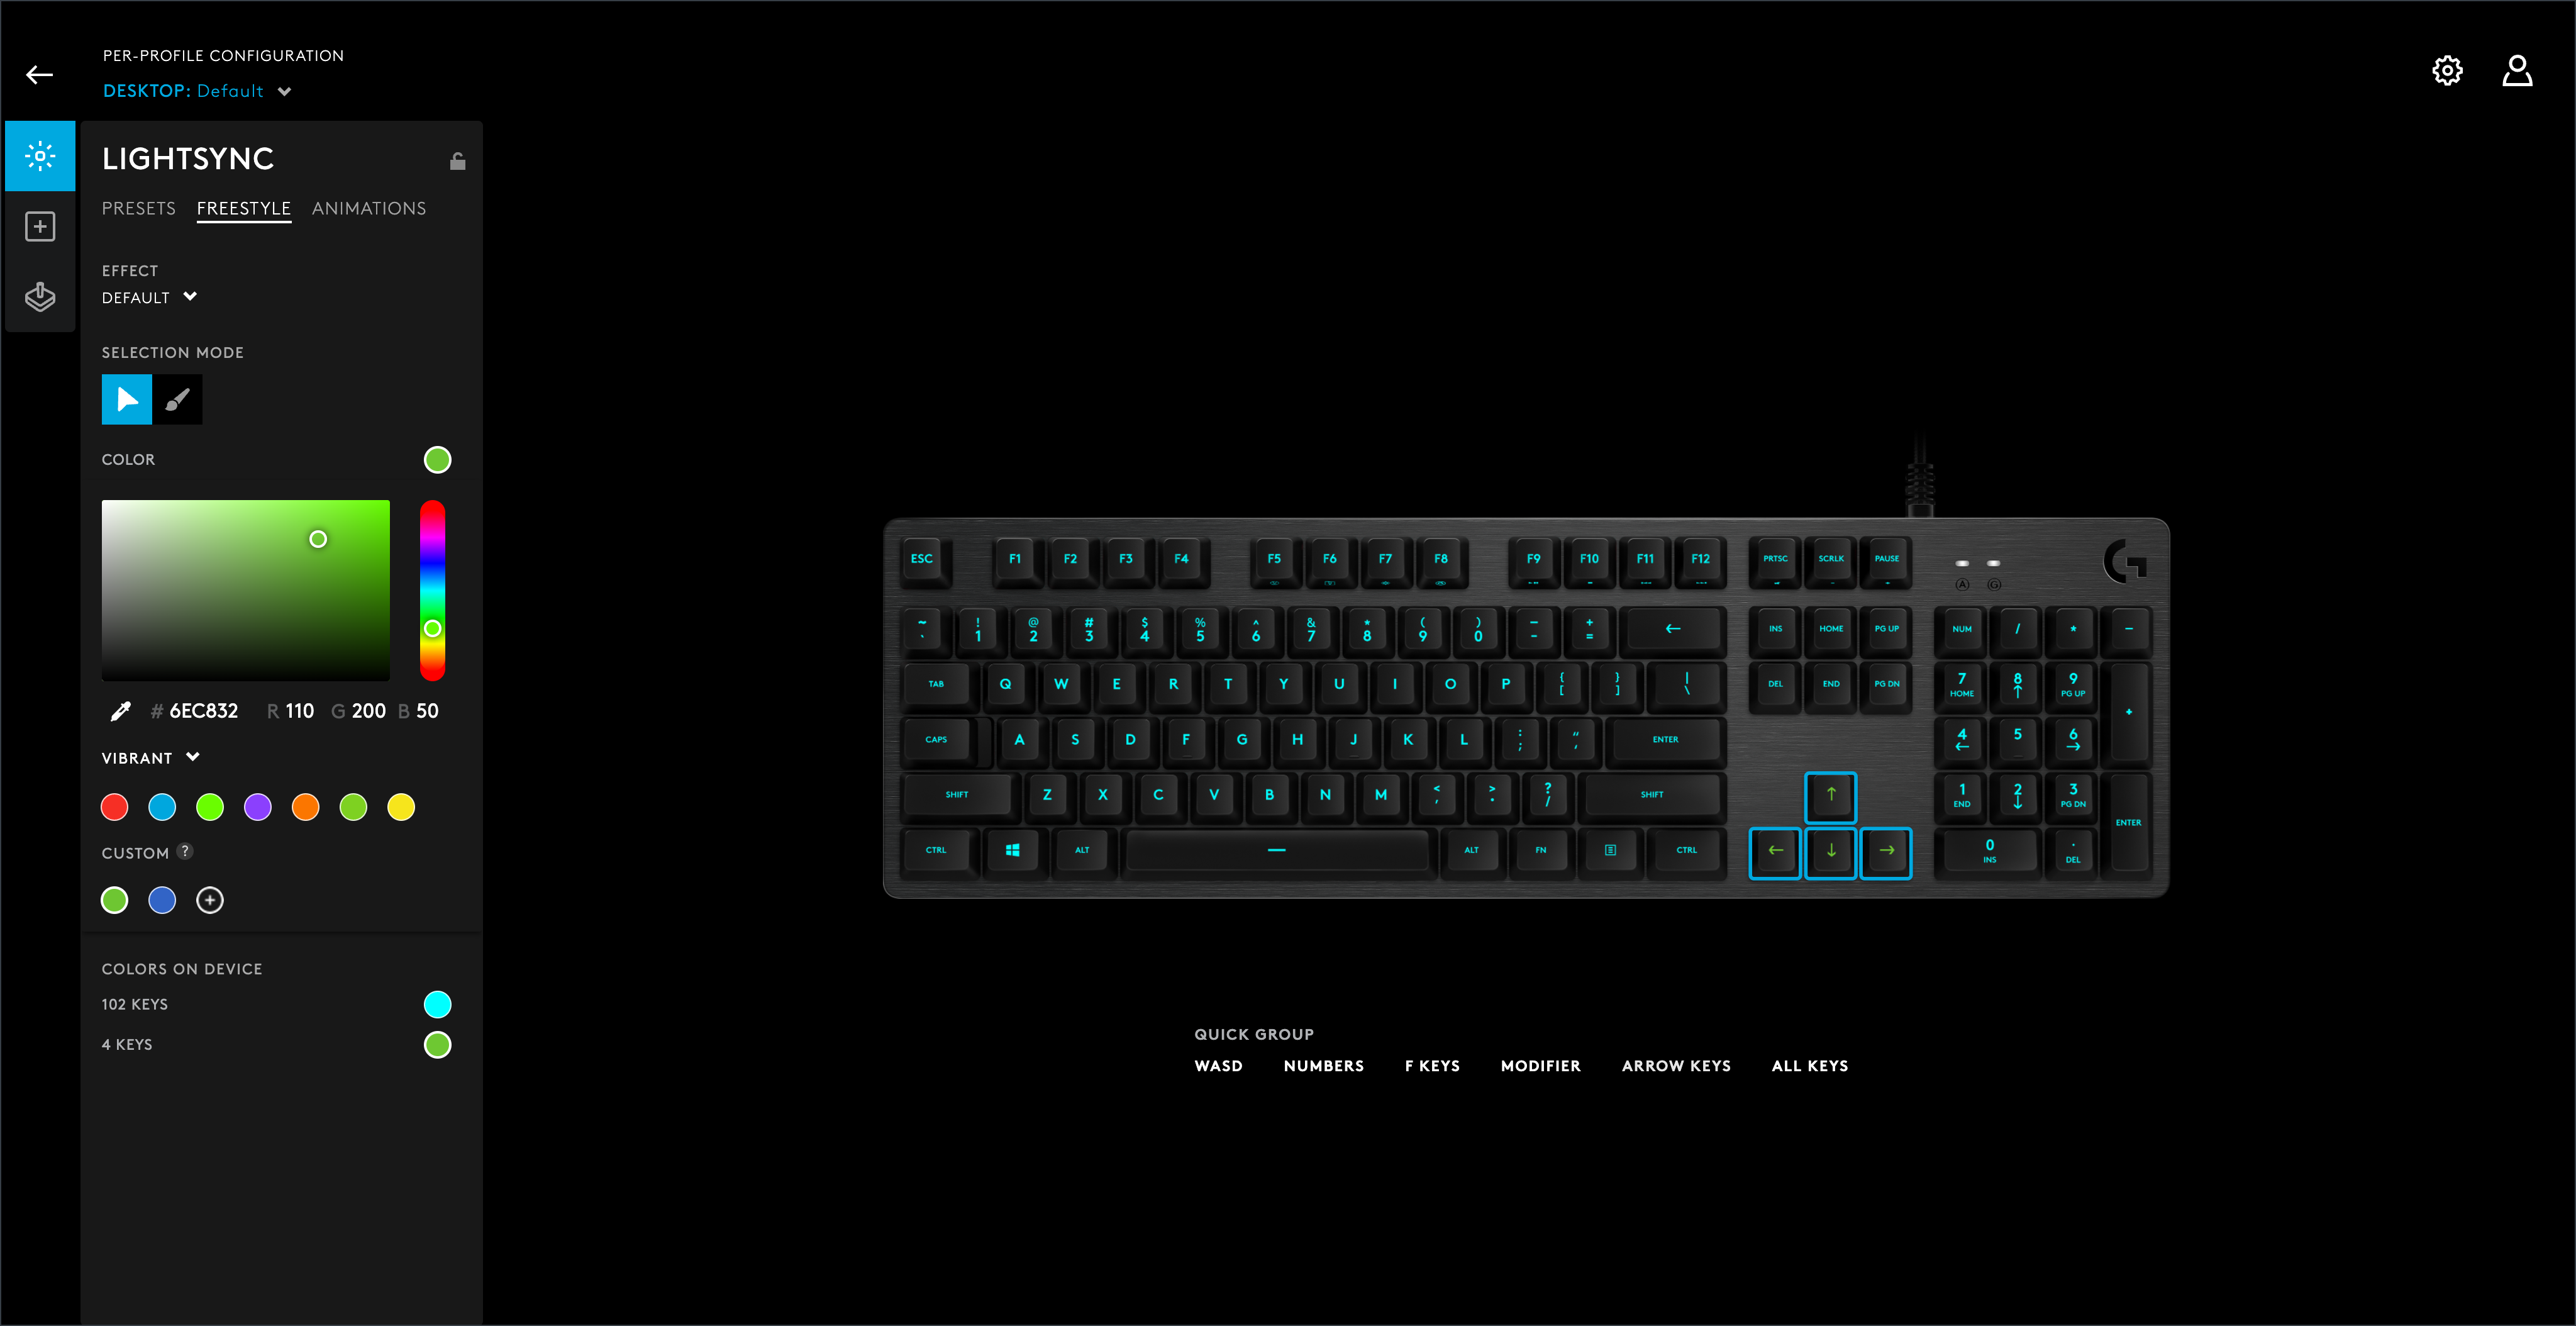 PER-PROFILE CONFIGURATION
DESKTOP: Default
LIGHTSYNC
PRESETS FREESTYLE ANIMATIONS
EFFECT
DEFAULT
SELECTION MODE
COLOR
# 6EC832 R 110 G 200 B 50
VIBRANT
CUSTOM ?
COLORS ON DEVICE
102 KEYS
4 KEYS
ESC F1 F2 F3 F4 F5 F6 F7 F8 F9 F10 F11 F12 PRTSC SCRLK PAUSE
A G
~ ! @ # $ % ^ & * ( ) – +
` 1 2 3 4 5 6 7 8 9 0 - = ← INS HOME PG UP NUM / * –
TAB Q W E R T Y U I O P { [ } ] | \ DEL END PG DN 7 HOME 8 ↑ 9 PG UP
+
CAPS A S D F G H J K L : ; “ ‘ ENTER 4 ← 5 6 →
SHIFT Z X C V B N M < , > . ? / SHIFT ↑ 1 END 2 ↓ 3 PG DN
ENTER
CTRL ALT — ALT FN CTRL ← ↓ → 0 INS . DEL
QUICK GROUP
WASD NUMBERS F KEYS MODIFIER ARROW KEYS ALL KEYS